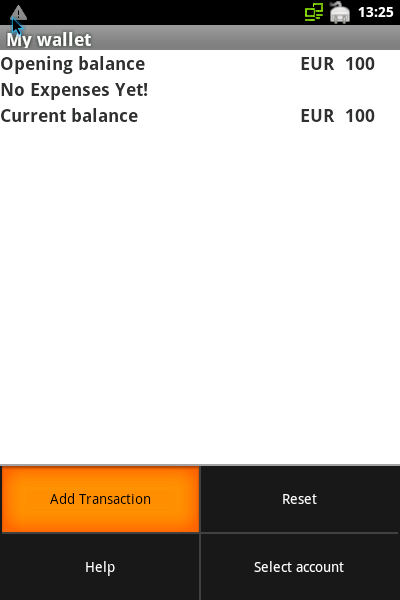 13:25
My wallet
Opening balance EUR 100
No Expenses Yet!
Current balance EUR 100
Add Transaction Reset
Help Select account